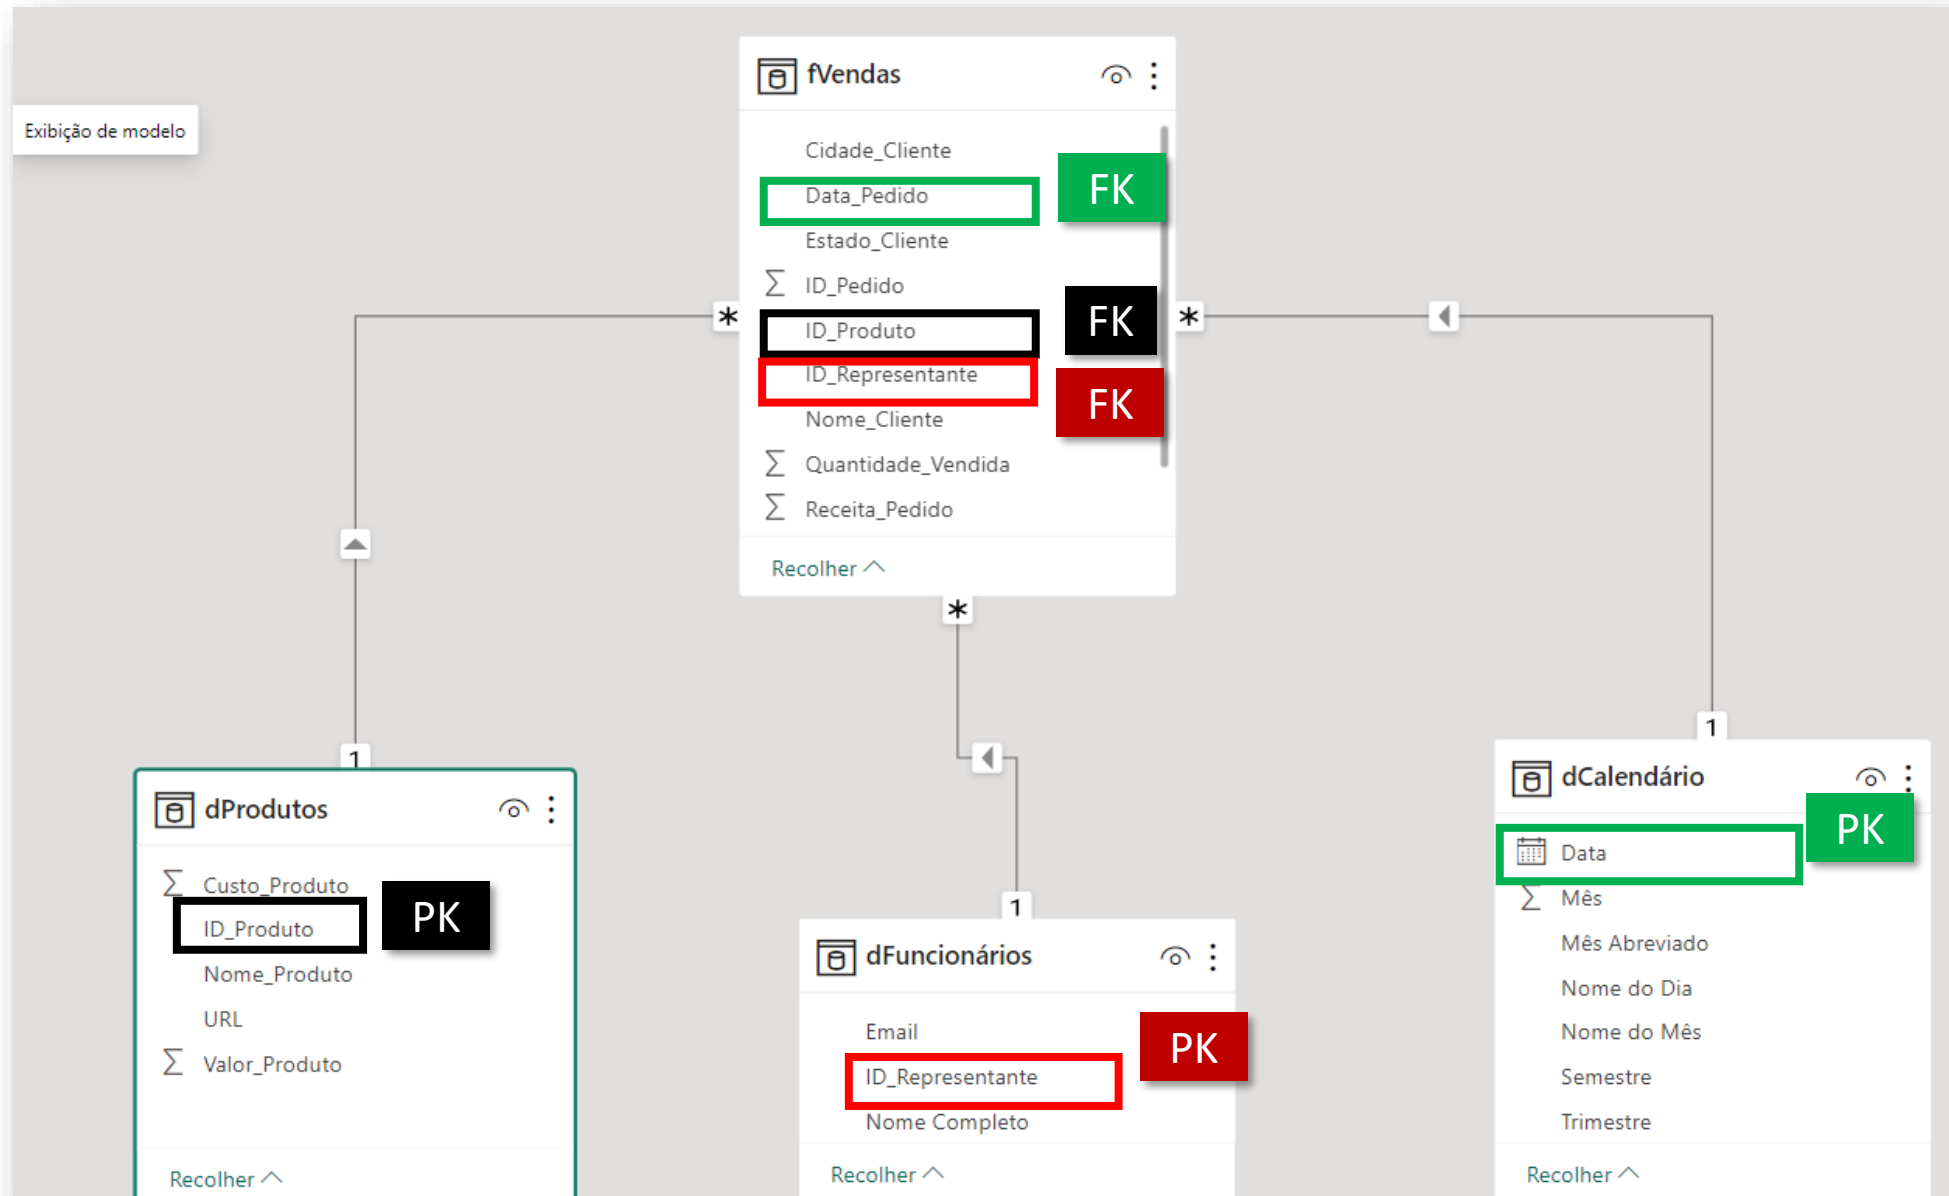 Exibição de modelo
fVendas
Cidade_Cliente
Data_Pedido
FK
Estado_Cliente
∑ ID_Pedido
ID_Produto
FK
ID_Representante
FK
Nome_Cliente
∑ Quantidade_Vendida
∑ Receita_Pedido
Recolher
*
*
*
1
1
1
dProdutos
∑ Custo_Produto
ID_Produto
PK
Nome_Produto
URL
∑ Valor_Produto
Recolher
dFuncionários
Email
ID_Representante
PK
Nome Completo
Recolher
dCalendário
Data
PK
∑ Mês
Mês Abreviado
Nome do Dia
Nome do Mês
Semestre
Trimestre
Recolher